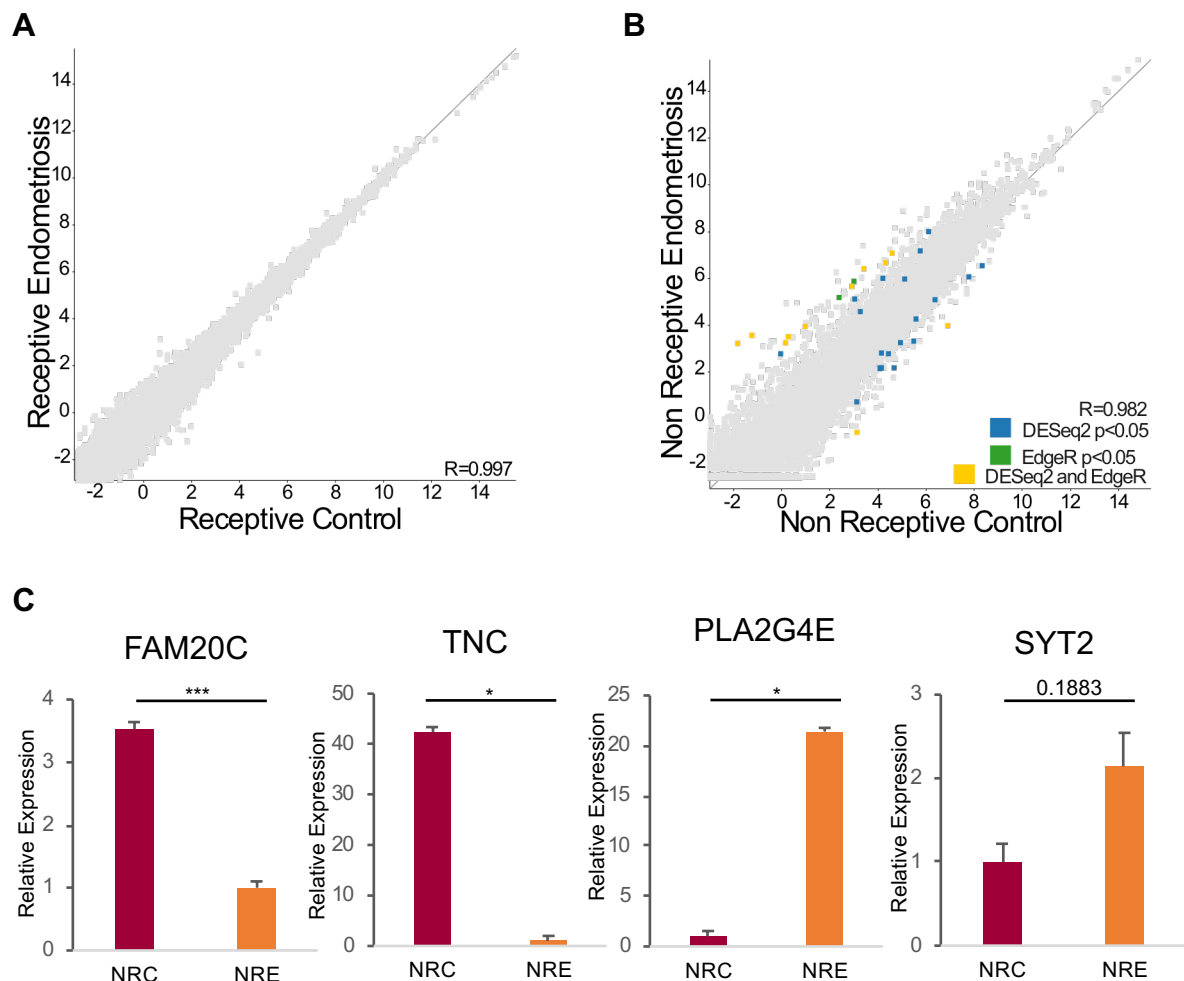 A
B
Receptive Endometriosis
14
12
10
8
6
4
2
0
-2
-2 0 2 4 6 8 10 12 14
R=0.997
Receptive Control
Non Receptive Endometriosis
14
12
10
8
6
4
2
0
-2
-2 0 2 4 6 8 10 12 14
R=0.982
DESeq2 p<0.05
EdgeR p<0.05
DESeq2 and EdgeR
Non Receptive Control
C
FAM20C
***
Relative Expression
4
3
2
1
0
NRC NRE
TNC
*
Relative Expression
50
40
30
20
10
0
NRC NRE
PLA2G4E
*
Relative Expression
25
20
15
10
5
0
NRC NRE
SYT2
0.1883
Relative Expression
3
2
1
0
NRC NRE